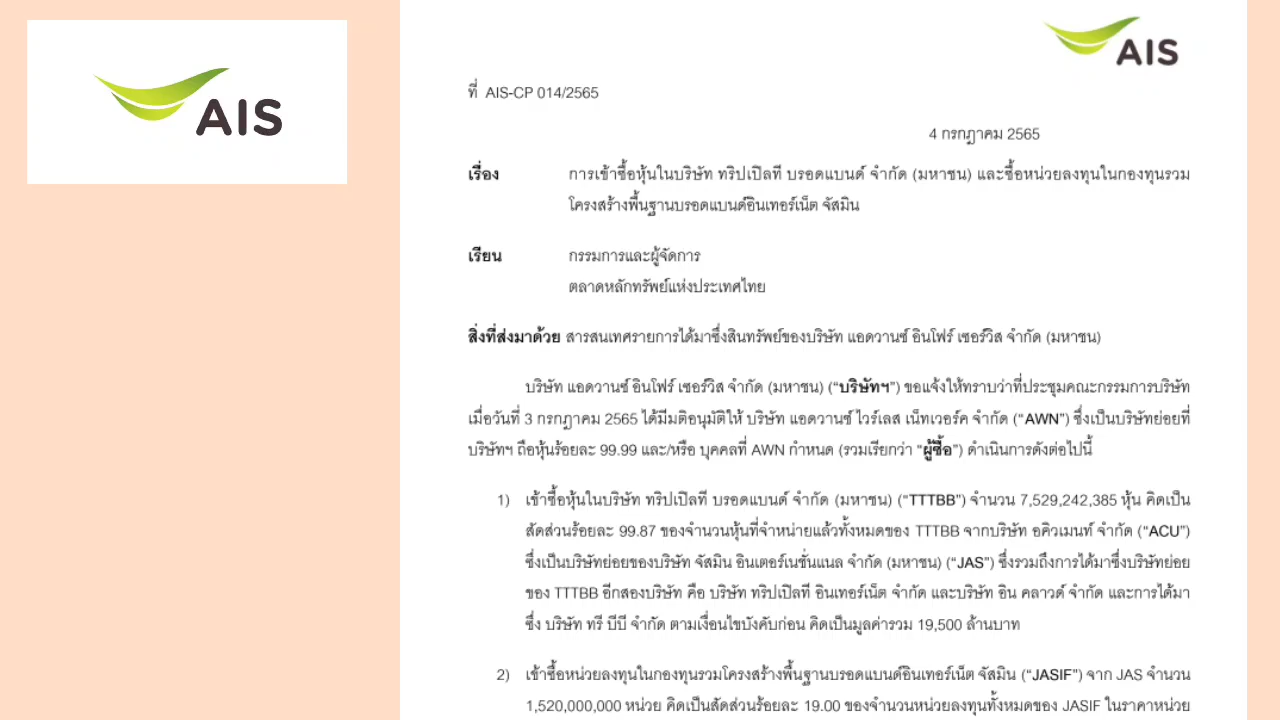 AIS
AIS
ที่ AIS-CP 014/2565
4 กรกฎาคม 2565
เรื่อง การเข้าซื้อหุ้นในบริษัท ทริปเปิลที บรอดแบนด์ จำกัด (มหาชน) และซื้อหน่วยลงทุนในกองทุนรวม
โครงสร้างพื้นฐานบรอดแบนด์อินเทอร์เน็ต จัสมิน
เรียน กรรมการและผู้จัดการ
ตลาดหลักทรัพย์แห่งประเทศไทย
สิ่งที่ส่งมาด้วย สารสนเทศรายการได้มาซึ่งสินทรัพย์ของบริษัท แอดวานซ์ อินโฟร์ เซอร์วิส จำกัด (มหาชน)
บริษัท แอดวานซ์ อินโฟร์ เซอร์วิส จำกัด (มหาชน) (“บริษัทฯ”) ขอแจ้งให้ทราบว่าที่ประชุมคณะกรรมการบริษัท
เมื่อวันที่ 3 กรกฎาคม 2565 ได้มีมติอนุมัติให้ บริษัท แอดวานซ์ ไวร์เลส เน็ทเวอร์ค จำกัด (“AWN”) ซึ่งเป็นบริษัทย่อยที่
บริษัทฯ ถือหุ้นร้อยละ 99.99 และ/หรือ บุคคลที่ AWN กำหนด (รวมเรียกว่า “ผู้ซื้อ”) ดำเนินการดังต่อไปนี้
1) เข้าซื้อหุ้นในบริษัท ทริปเปิลที บรอดแบนด์ จำกัด (มหาชน) (“TTTBB”) จำนวน 7,529,242,385 หุ้น คิดเป็น
สัดส่วนร้อยละ 99.87 ของจำนวนหุ้นที่จำหน่ายแล้วทั้งหมดของ TTTBB จากบริษัท อคิวเมนท์ จำกัด (“ACU”)
ซึ่งเป็นบริษัทย่อยของบริษัท จัสมิน อินเตอร์เนชั่นแนล จำกัด (มหาชน) (“JAS”) ซึ่งรวมถึงการได้มาซึ่งบริษัทย่อย
ของ TTTBB อีกสองบริษัท คือ บริษัท ทริปเปิลที อินเทอร์เน็ต จำกัด และบริษัท อิน คลาวด์ จำกัด และการได้มา
ซึ่ง บริษัท ทรี บีบี จำกัด ตามเงื่อนไขบังคับก่อน คิดเป็นมูลค่ารวม 19,500 ล้านบาท
2) เข้าซื้อหน่วยลงทุนในกองทุนรวมโครงสร้างพื้นฐานบรอดแบนด์อินเทอร์เน็ต จัสมิน (“JASIF”) จาก JAS จำนวน
1,520,000,000 หน่วย คิดเป็นสัดส่วนร้อยละ 19.00 ของจำนวนหน่วยลงทุนทั้งหมดของ JASIF ในราคาหน่วย